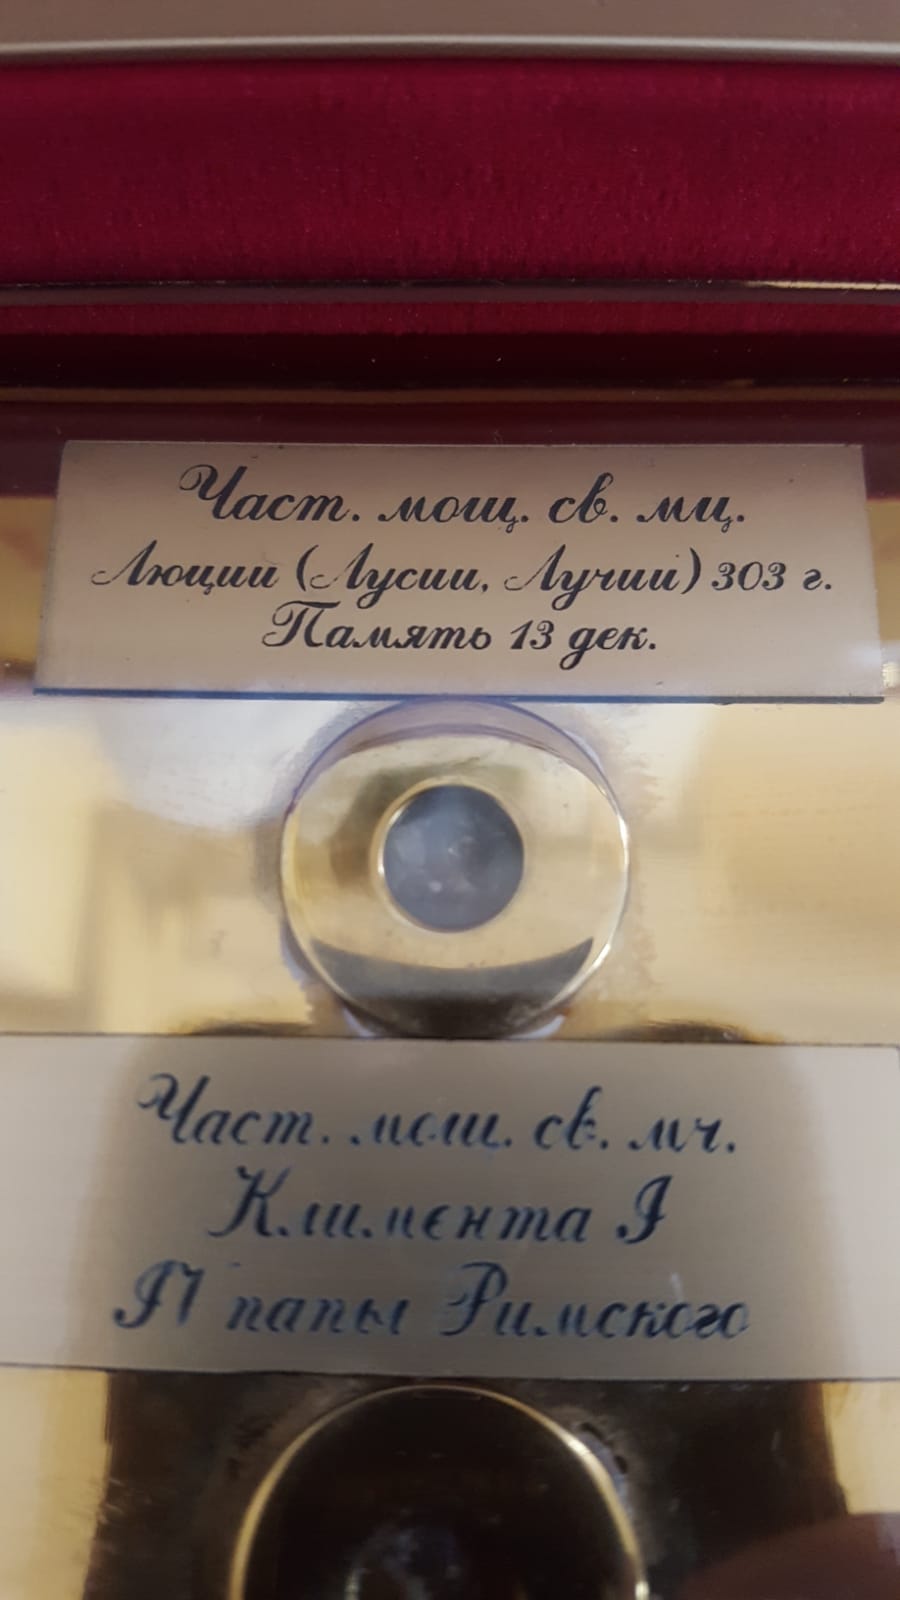 Част. мощ. св. мц.
Люции (Лусии, Лучии) 303 г.
Память 13 дек.
Част. мощ. св. мч.
Климента I
IV папы Римского